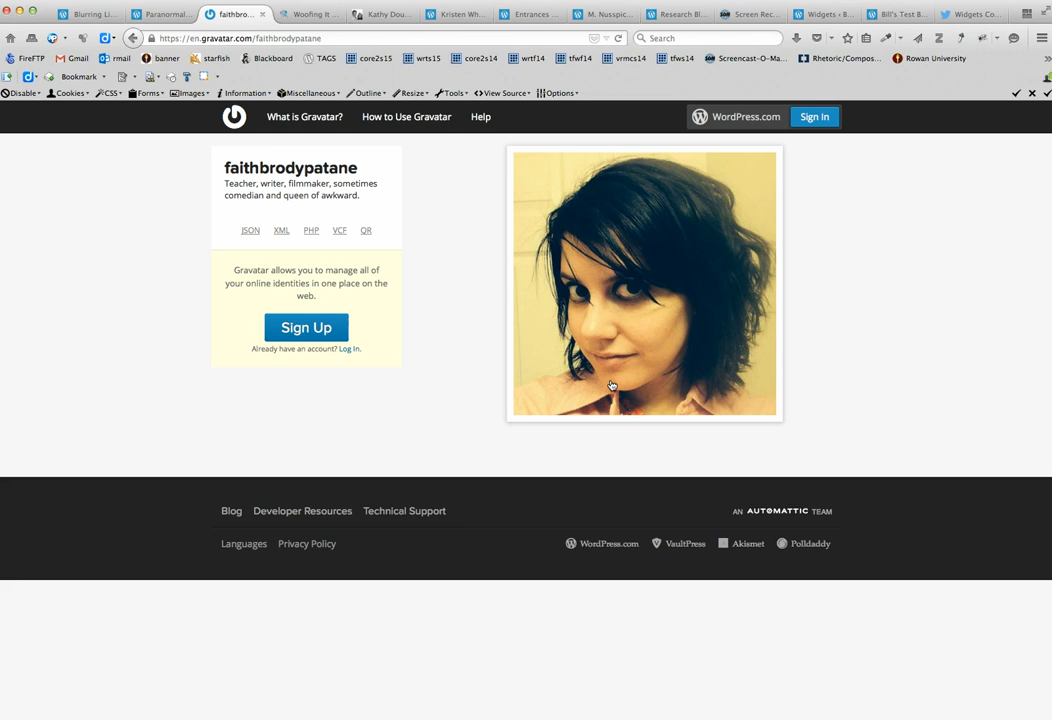 Blurring Li...
Paranormal...
faithbro...
Woofing It ...
Kathy Dou...
Kristen Wh...
Entrances ...
M. Nusspic...
Research Bl...
Screen Rec...
Widgets ‹ B...
Bill's Test B...
Widgets Co...
https://en.gravatar.com/faithbrodypatane
Search
FireFTP
Gmail
rmail
banner
starfish
Blackboard
TAGS
core2s15
wrts15
core2s14
wrtf14
tfwf14
vrmcs14
tfws14
Screencast-O-Ma...
Rhetoric/Compos...
Rowan University
Bookmark
Disable
Cookies
CSS
Forms
Images
Information
Miscellaneous
Outline
Resize
Tools
View Source
Options
What is Gravatar?
How to Use Gravatar
Help
WordPress.com
Sign In
faithbrodypatane
Teacher, writer, filmmaker, sometimes
comedian and queen of awkward.
JSON XML PHP VCF QR
Gravatar allows you to manage all of
your online identities in one place on the
web.
Sign Up
Already have an account? Log In.
Blog Developer Resources Technical Support
AN AUTOMATTIC TEAM
Languages Privacy Policy
WordPress.com VaultPress Akismet Polldaddy